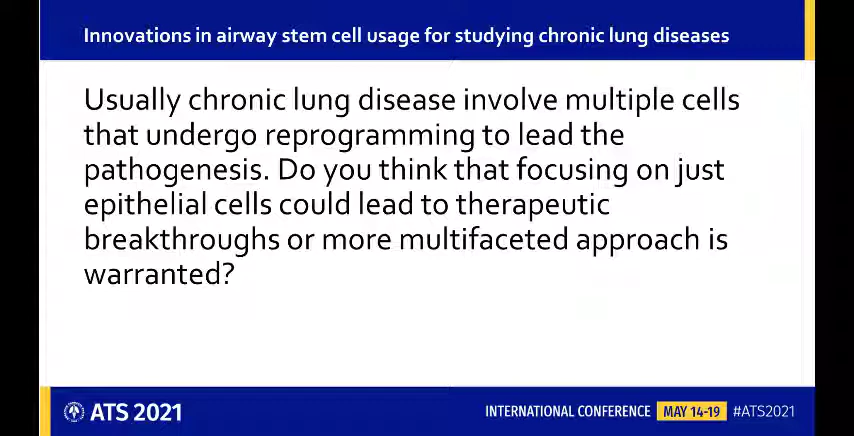 Innovations in airway stem cell usage for studying chronic lung diseases
Usually chronic lung disease involve multiple cells
that undergo reprogramming to lead the
pathogenesis. Do you think that focusing on just
epithelial cells could lead to therapeutic
breakthroughs or more multifaceted approach is
warranted?
ATS 2021
INTERNATIONAL CONFERENCE MAY 14-19 #ATS2021